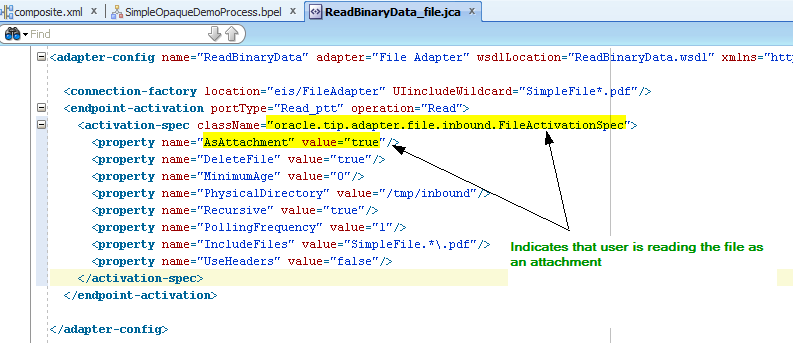 composite.xml x SimpleOpaqueDemoProcess.bpel x ReadBinaryData_file.jca x
Find
<adapter-config name="ReadBinaryData" adapter="File Adapter" wsdlLocation="ReadBinaryData.wsdl" xmlns="http
<connection-factory location="eis/FileAdapter" UIincludeWildcard="SimpleFile*.pdf"/>
<endpoint-activation portType="Read_ptt" operation="Read">
<activation-spec className="oracle.tip.adapter.file.inbound.FileActivationSpec">
<property name="AsAttachment" value="true"/>
<property name="DeleteFile" value="true"/>
<property name="MinimumAge" value="0"/>
<property name="PhysicalDirectory" value="/tmp/inbound"/>
<property name="Recursive" value="true"/>
<property name="PollingFrequency" value="1"/>
<property name="IncludeFiles" value="SimpleFile.*\.pdf"/>
<property name="UseHeaders" value="false"/>
</activation-spec>
</endpoint-activation>
</adapter-config>
Indicates that user is reading the file as
an attachment